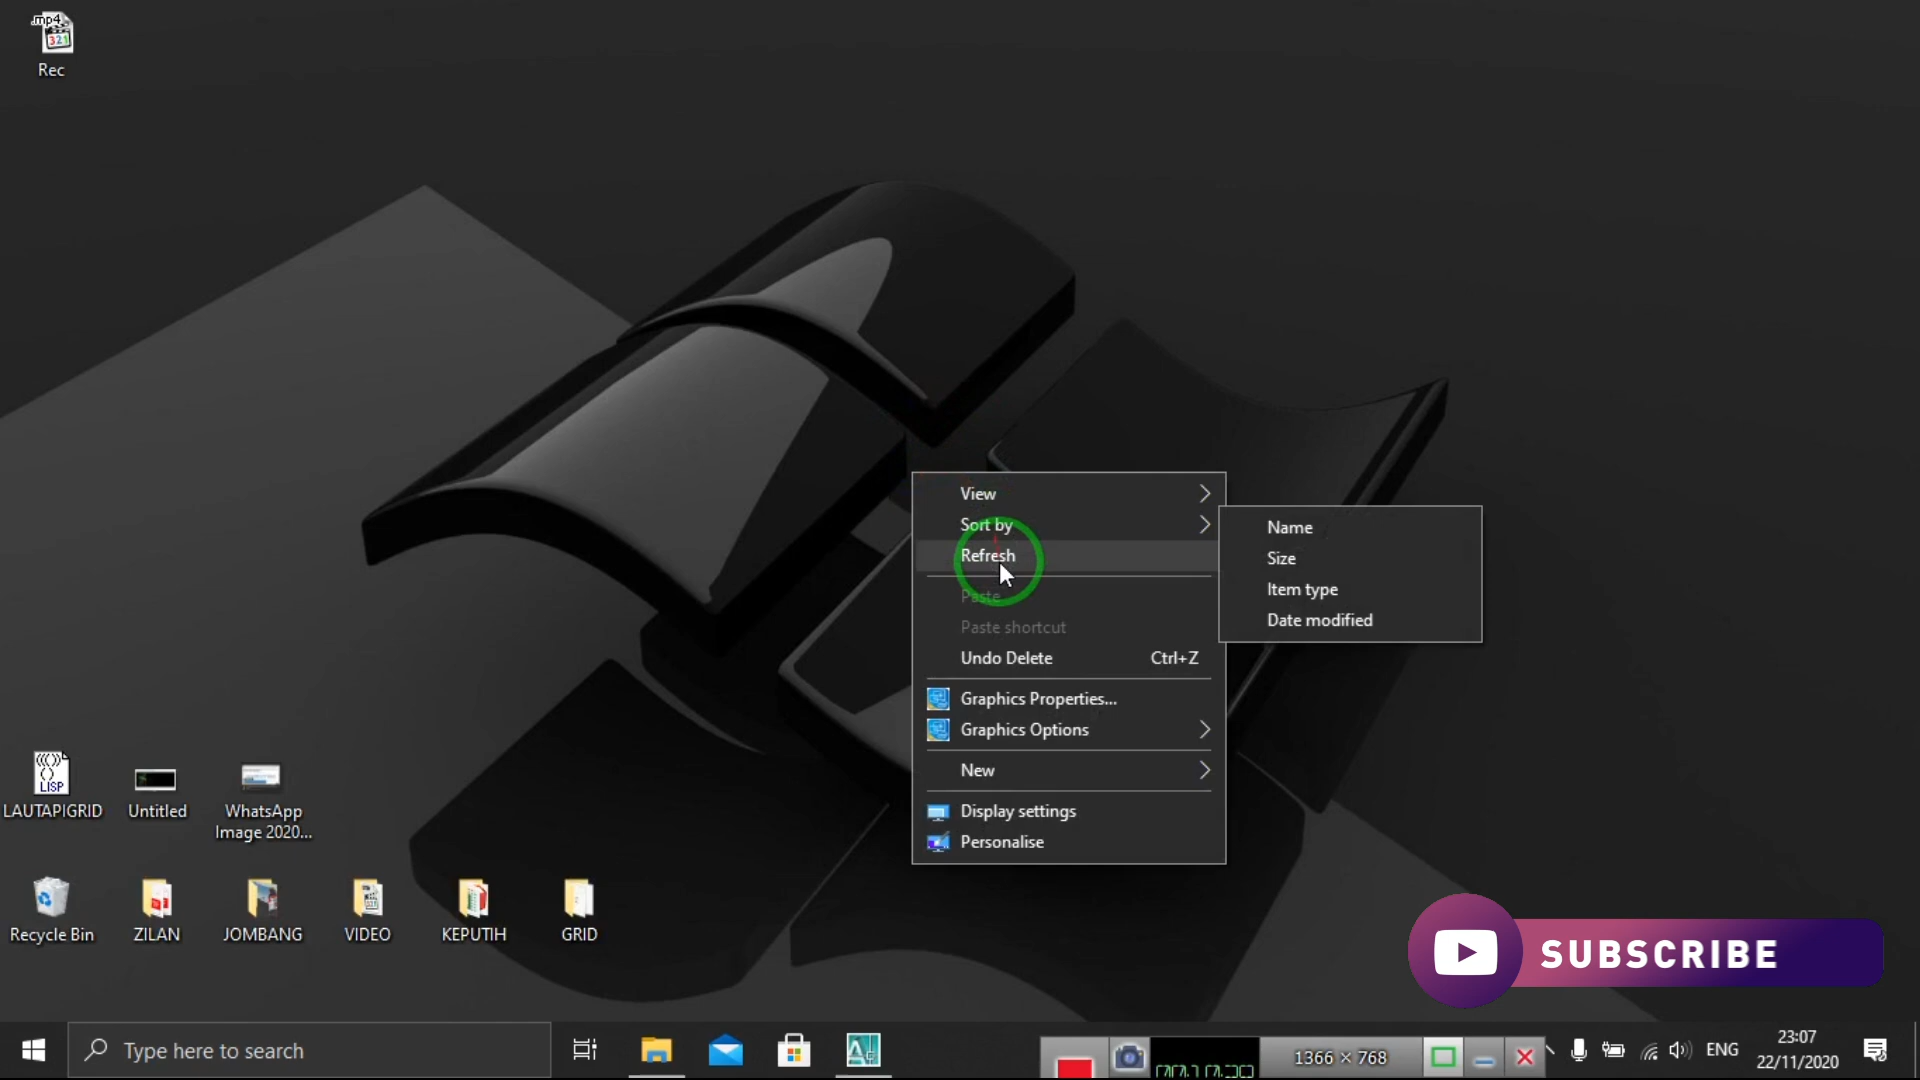 .mp4
321
Rec
View
Sort by
Refresh
Paste
Paste shortcut
Undo Delete Ctrl+Z
Graphics Properties...
Graphics Options
New
Display settings
Personalise
Name
Size
Item type
Date modified
LISP
LAUTAPIGRID
Untitled
WhatsApp
Image 2020...
Recycle Bin
ZILAN
JOMBANG
VIDEO
KEPUTIH
GRID
SUBSCRIBE
Type here to search
1366 × 768
ENG
23:07
22/11/2020